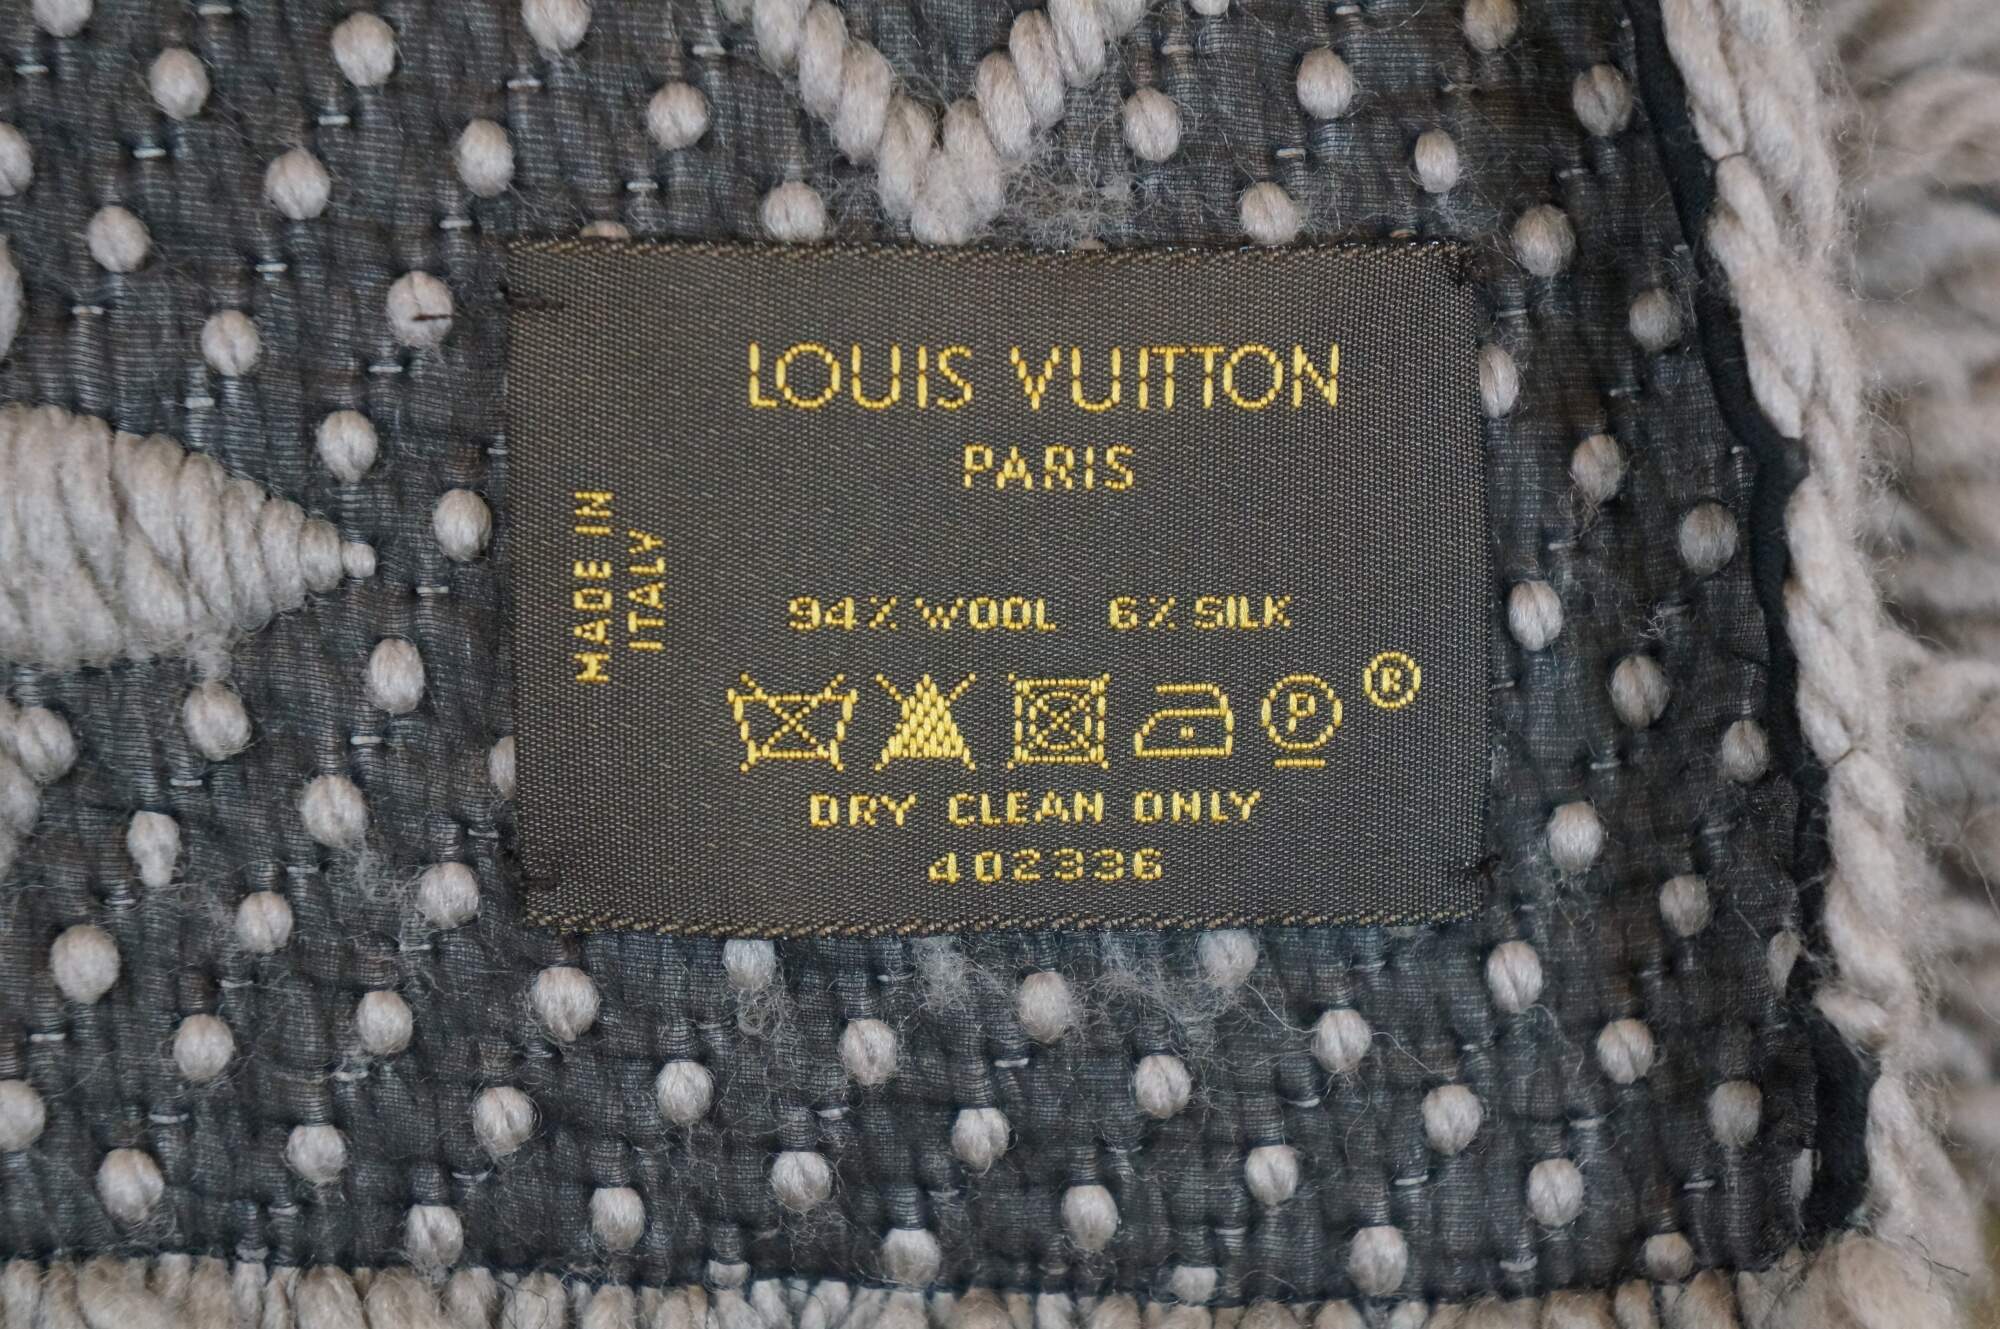 LOUIS VUITTON
PARIS
MADE IN
ITALY
94% WOOL 6% SILK
P
®
DRY CLEAN ONLY
402336